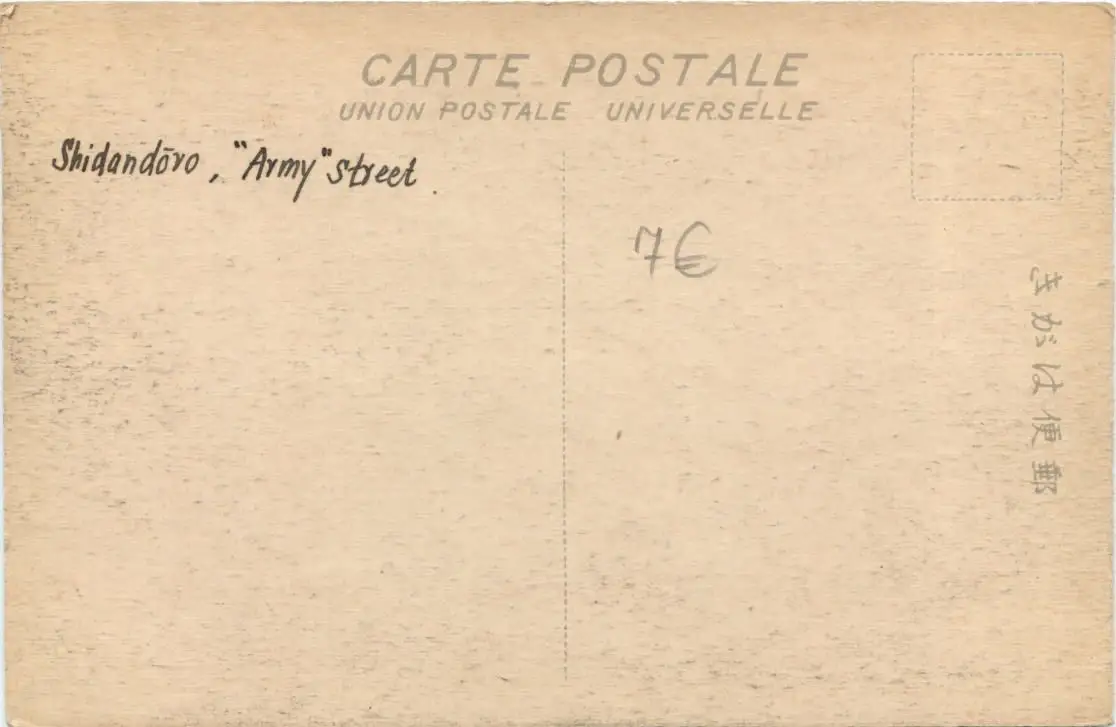 CARTE POSTALE
UNION POSTALE UNIVERSELLE
Shidandōro, "Army" street.
7€
きがは便郵